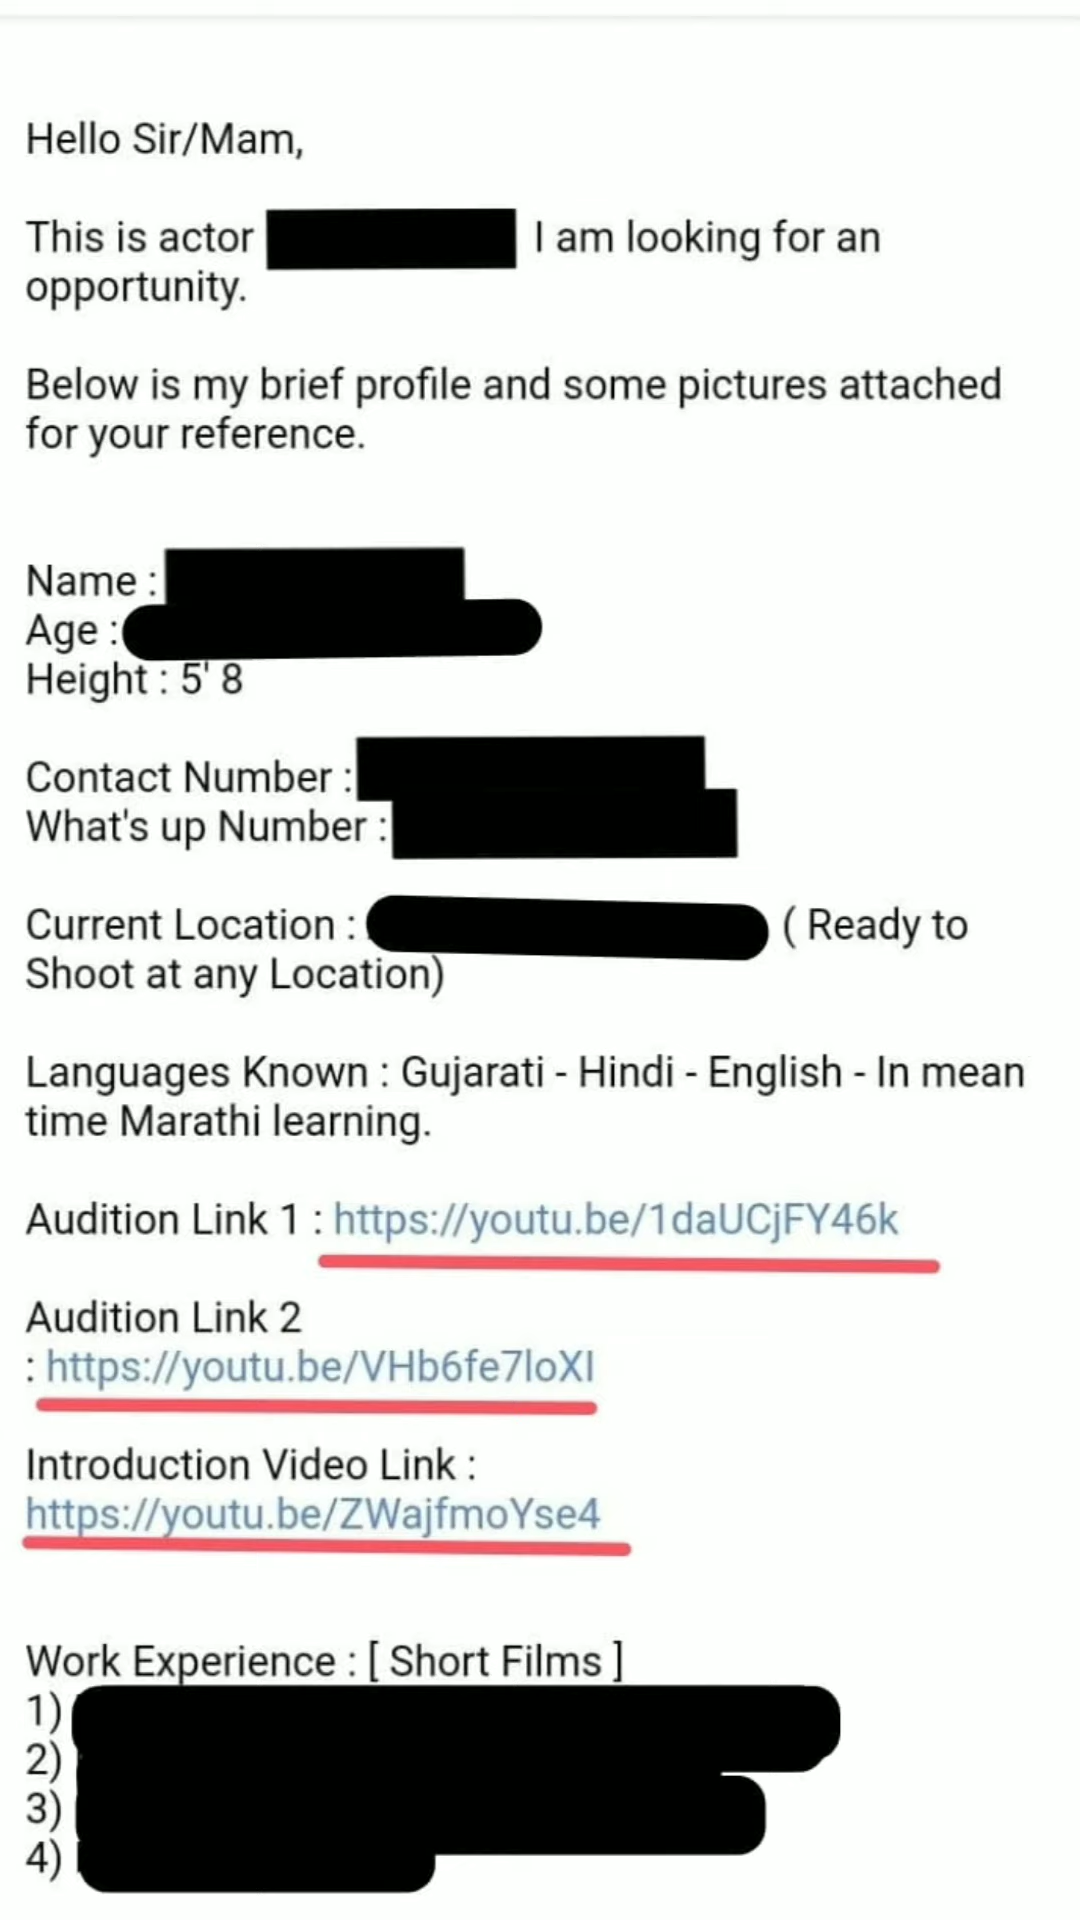 Hello Sir/Mam,
This is actor I am looking for an
opportunity.
Below is my brief profile and some pictures attached
for your reference.
Name :
Age :
Height : 5' 8
Contact Number :
What's up Number :
Current Location : ( Ready to
Shoot at any Location)
Languages Known : Gujarati - Hindi - English - In mean
time Marathi learning.
Audition Link 1 : https://youtu.be/1daUCjFY46k
Audition Link 2
: https://youtu.be/VHb6fe7loXI
Introduction Video Link :
https://youtu.be/ZWajfmoYse4
Work Experience : [ Short Films ]
1)
2)
3)
4)